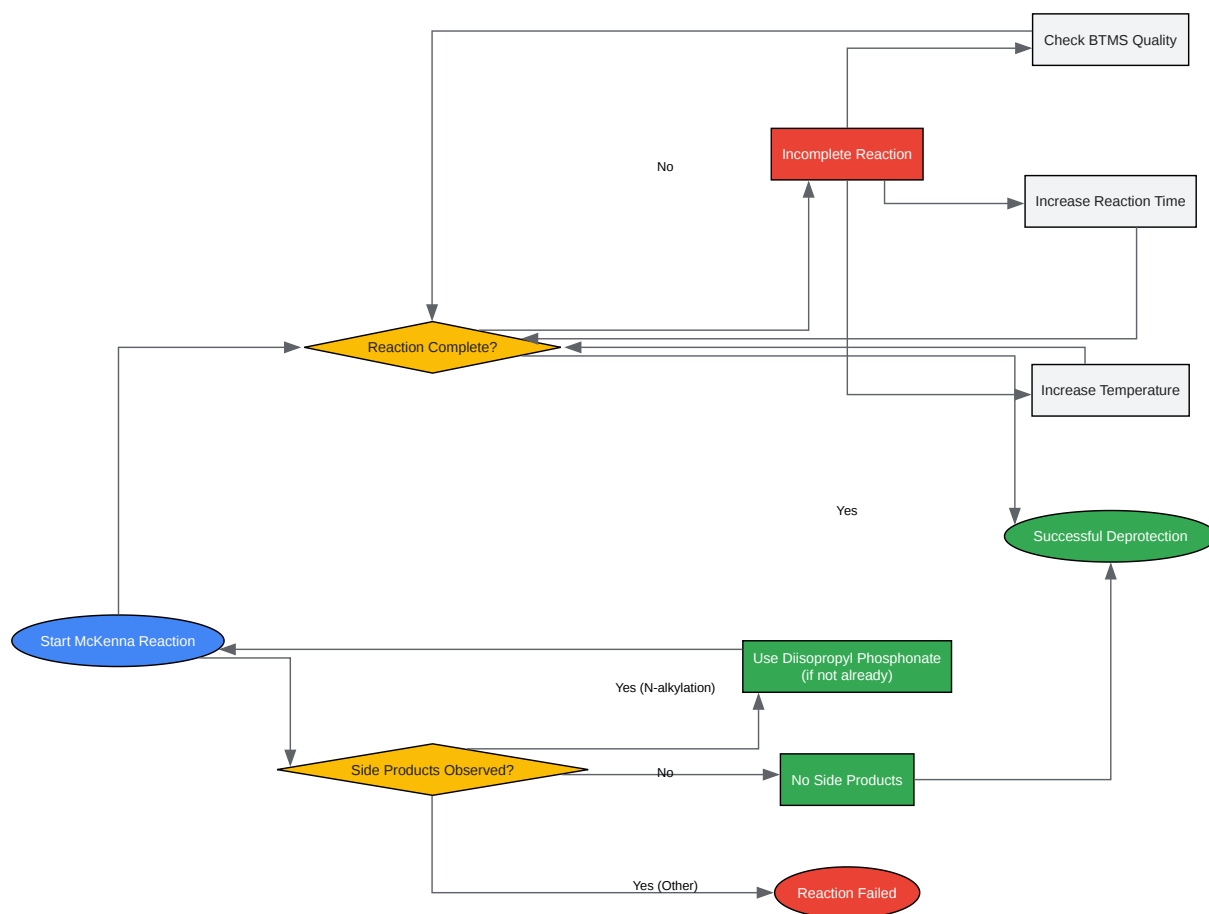 Check BTMS Quality
Incomplete Reaction
No
Increase Reaction Time
Reaction Complete?
Increase Temperature
Yes
Successful Deprotection
Start McKenna Reaction
Use Diisopropyl Phosphonate
(if not already)
Yes (N-alkylation)
Side Products Observed?
No
No Side Products
Yes (Other)
Reaction Failed